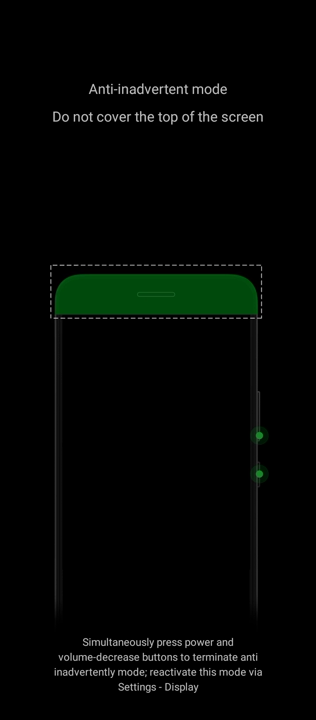 Anti-inadvertent mode
Do not cover the top of the screen
Simultaneously press power and
volume-decrease buttons to terminate anti
inadvertently mode; reactivate this mode via
Settings - Display